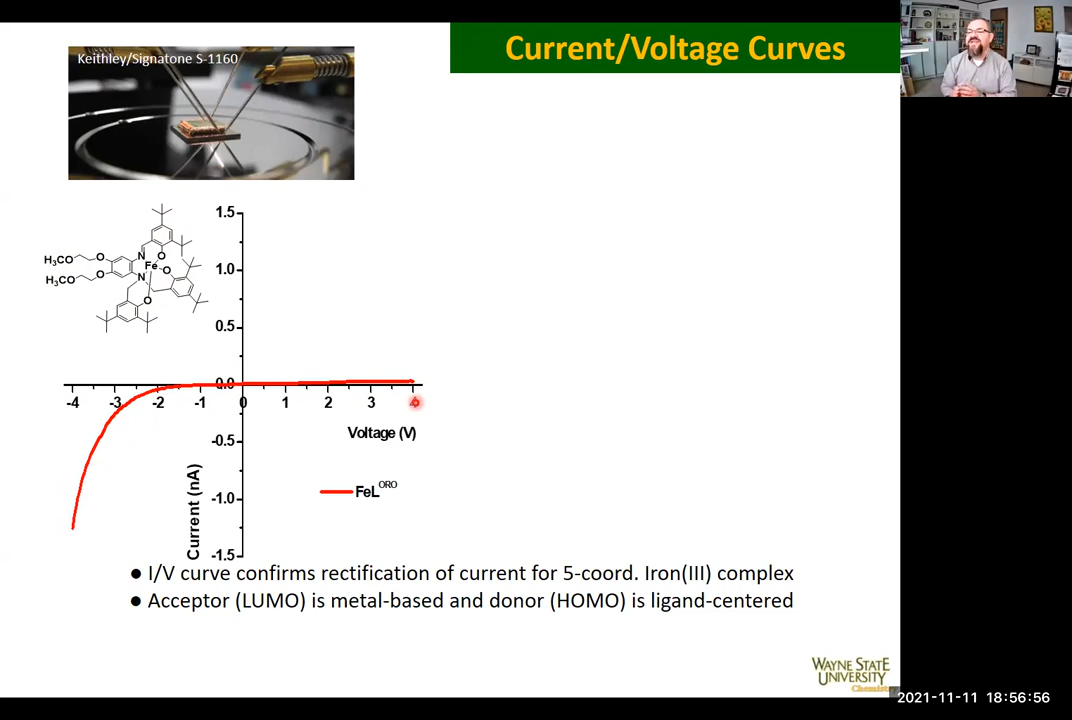 Current/Voltage Curves
Keithley/Signatone S-1160
1.5
1.0
0.5
0.0
-4 -3 -2 -1 0 1 2 3
-0.5
-1.0
-1.5
Voltage (V)
Current (nA)
FeL^ORO
H3CO O N O
Fe O
H3CO O N
O
● I/V curve confirms rectification of current for 5-coord. Iron(III) complex
● Acceptor (LUMO) is metal-based and donor (HOMO) is ligand-centered
WAYNE STATE
UNIVERSITY
Chemistry
2021-11-11 18:56:56